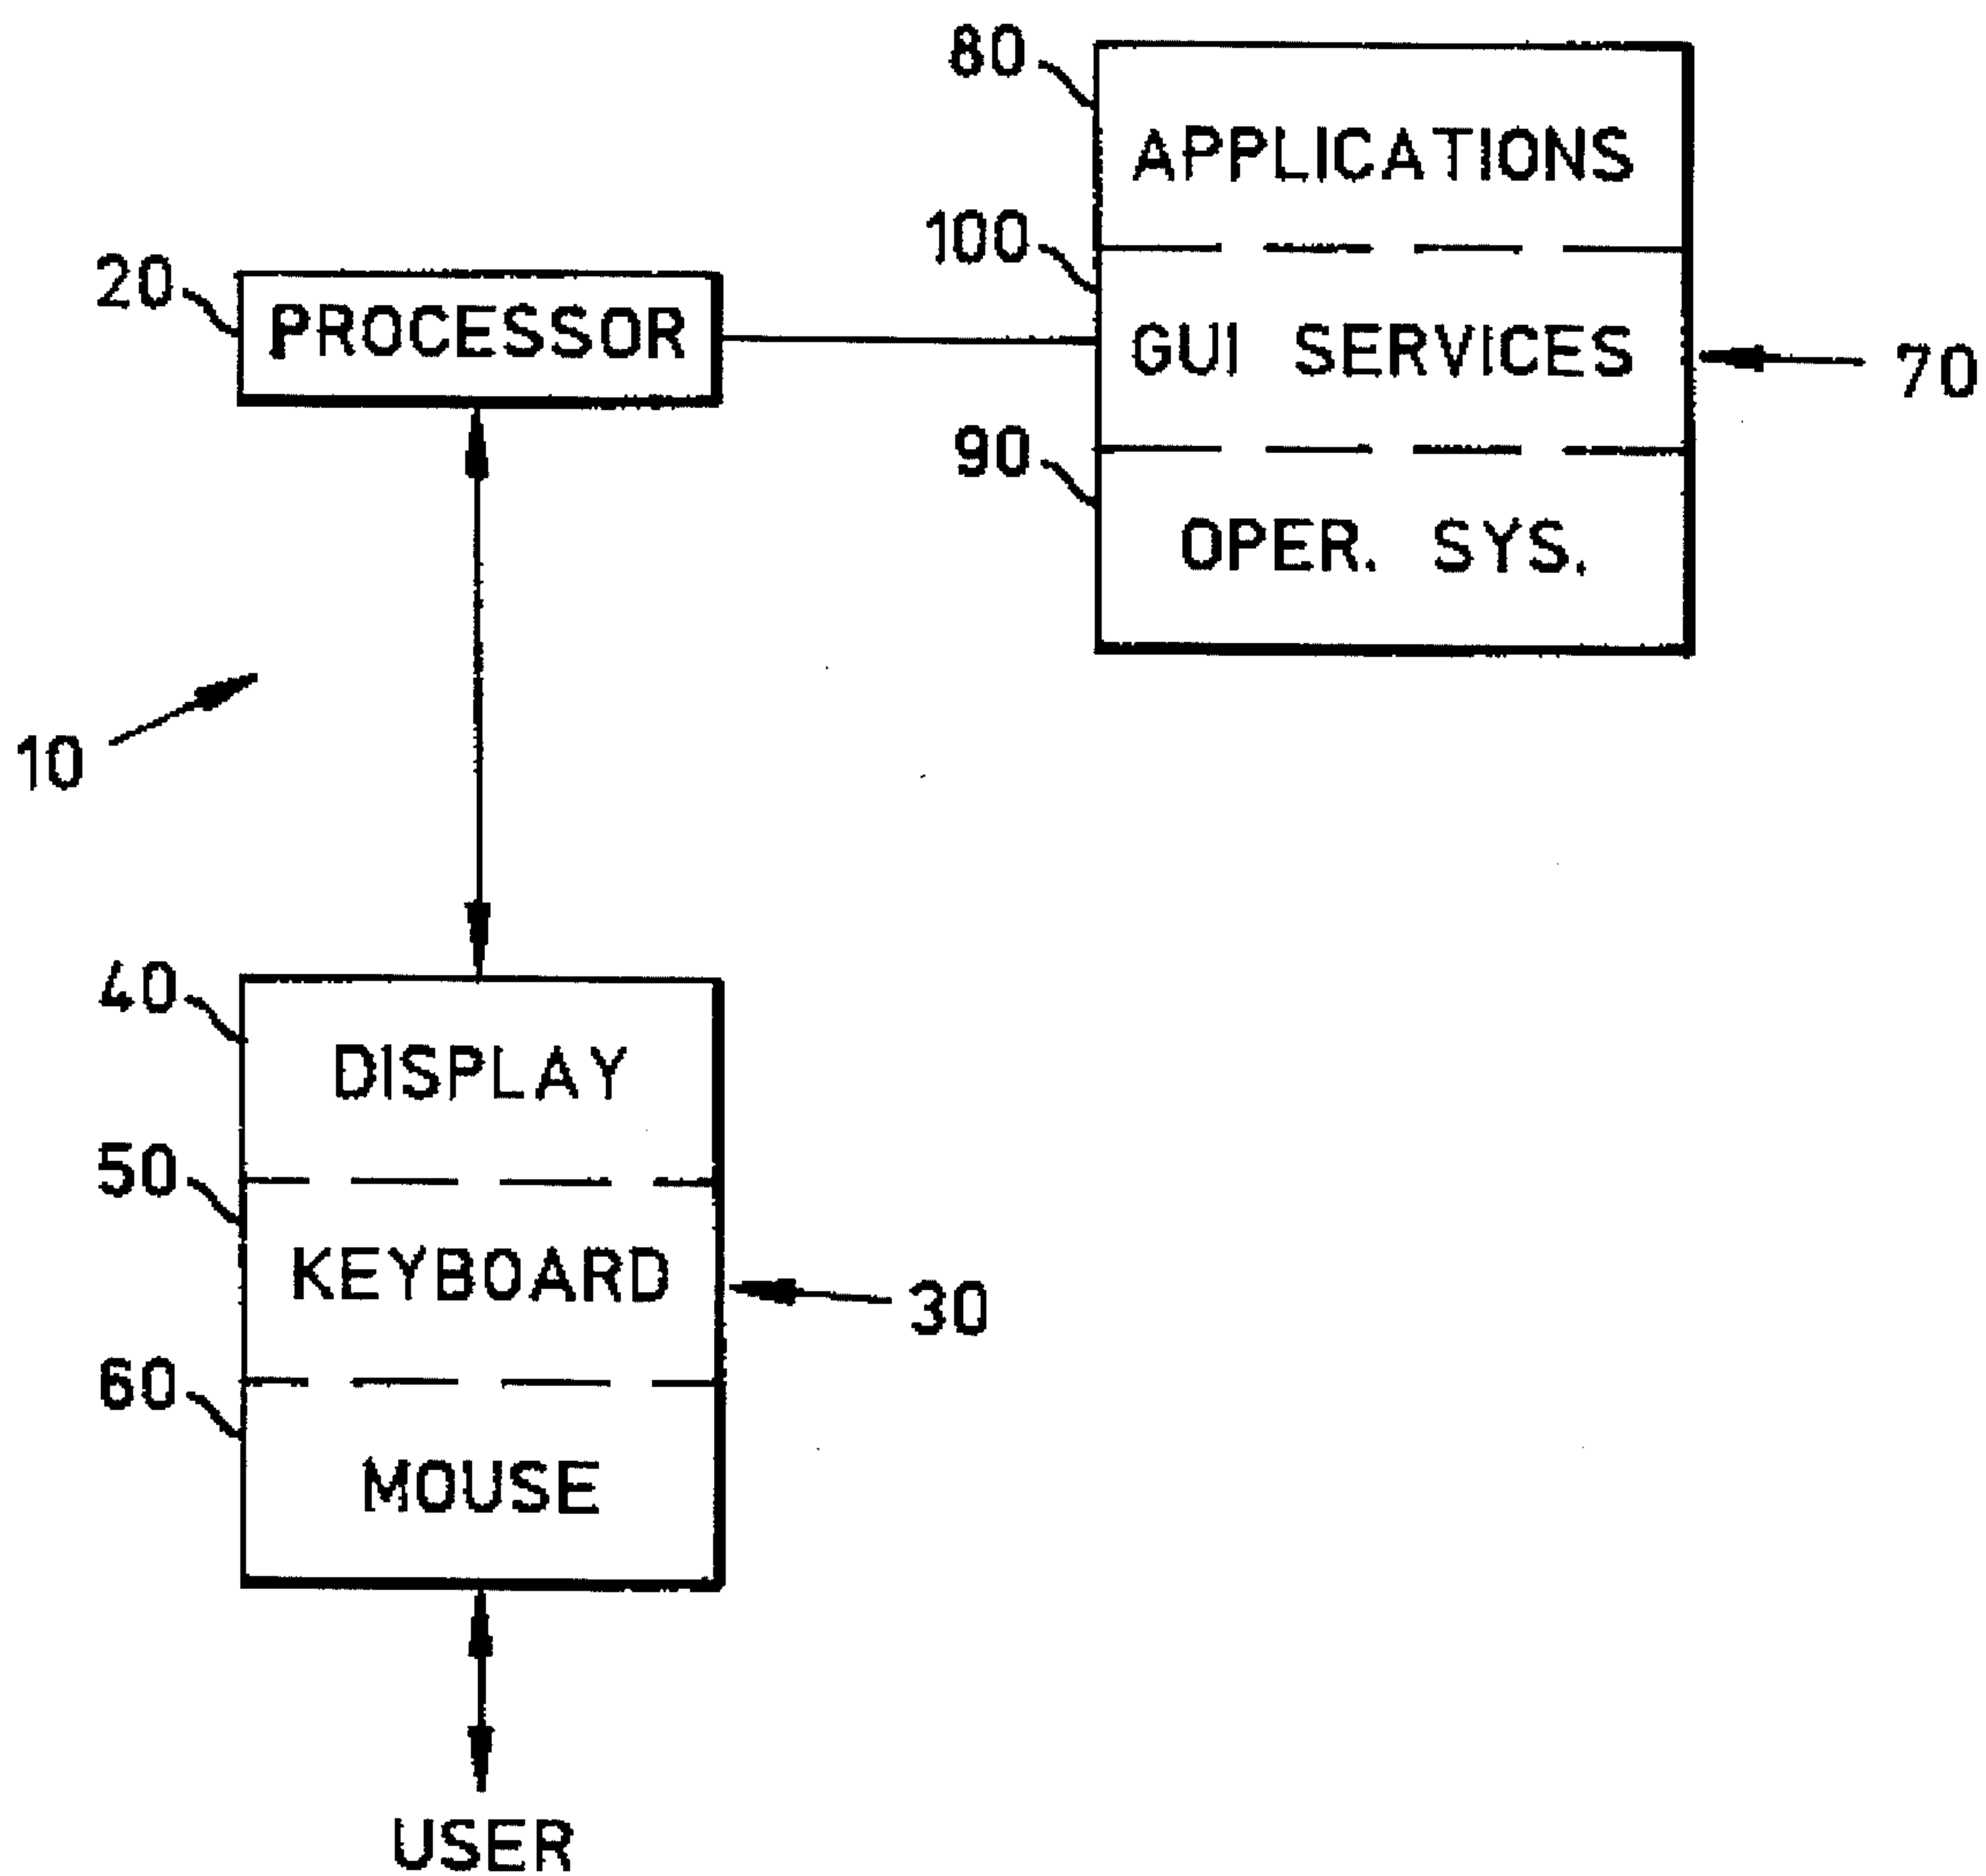 80
APPLICATIONS
100
20
PROCESSOR
GUI SERVICES
70
90
OPER. SYS.
10
40
DISPLAY
50
KEYBOARD
30
60
MOUSE
USER